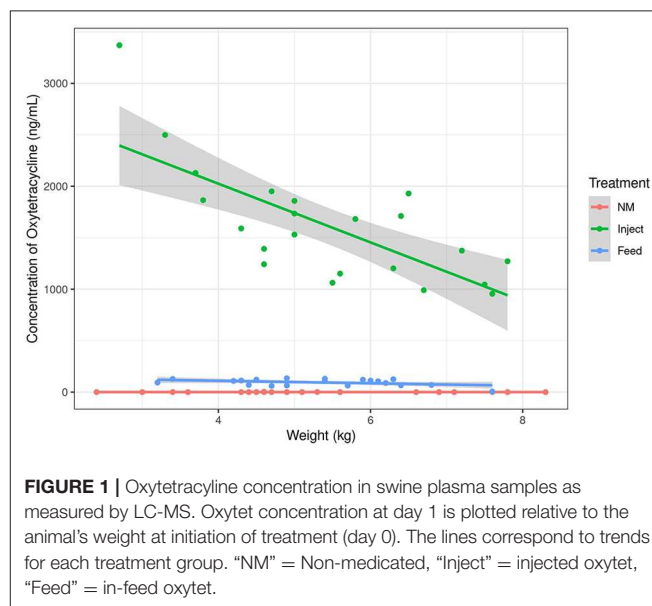 3000
2000
1000
0
Concentration of Oxytetracycline (ng/mL)
4
6
8
Weight (kg)
Treatment
NM
Inject
Feed
FIGURE 1 | Oxytetracyline concentration in swine plasma samples as
measured by LC-MS. Oxytet concentration at day 1 is plotted relative to the
animal's weight at initiation of treatment (day 0). The lines correspond to trends
for each treatment group. “NM” = Non-medicated, “Inject” = injected oxytet,
“Feed” = in-feed oxytet.